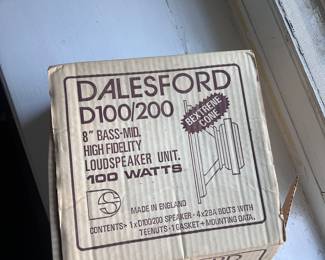 DALESFORD
D100/200
BEXTRENE
CONE
8" BASS-MID,
HIGH FIDELITY
LOUDSPEAKER UNIT.
100 WATTS
DS
MADE IN ENGLAND
CONTENTS> 1×D100/200 SPEAKER · 4×2BA BOLTS WITH
TEENUTS · 1 GASKET + MOUNTING DATA.